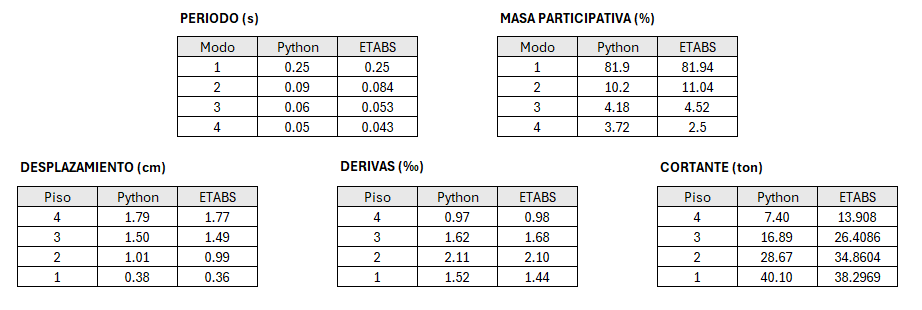 PERIODO (s) MASA PARTICIPATIVA (%)
Modo Python ETABS Modo Python ETABS
1 0.25 0.25 1 81.9 81.94
2 0.09 0.084 2 10.2 11.04
3 0.06 0.053 3 4.18 4.52
4 0.05 0.043 4 3.72 2.5
DESPLAZAMIENTO (cm) DERIVAS (‰) CORTANTE (ton)
Piso Python ETABS Piso Python ETABS Piso Python ETABS
4 1.79 1.77 4 0.97 0.98 4 7.40 13.908
3 1.50 1.49 3 1.62 1.68 3 16.89 26.4086
2 1.01 0.99 2 2.11 2.10 2 28.67 34.8604
1 0.38 0.36 1 1.52 1.44 1 40.10 38.2969